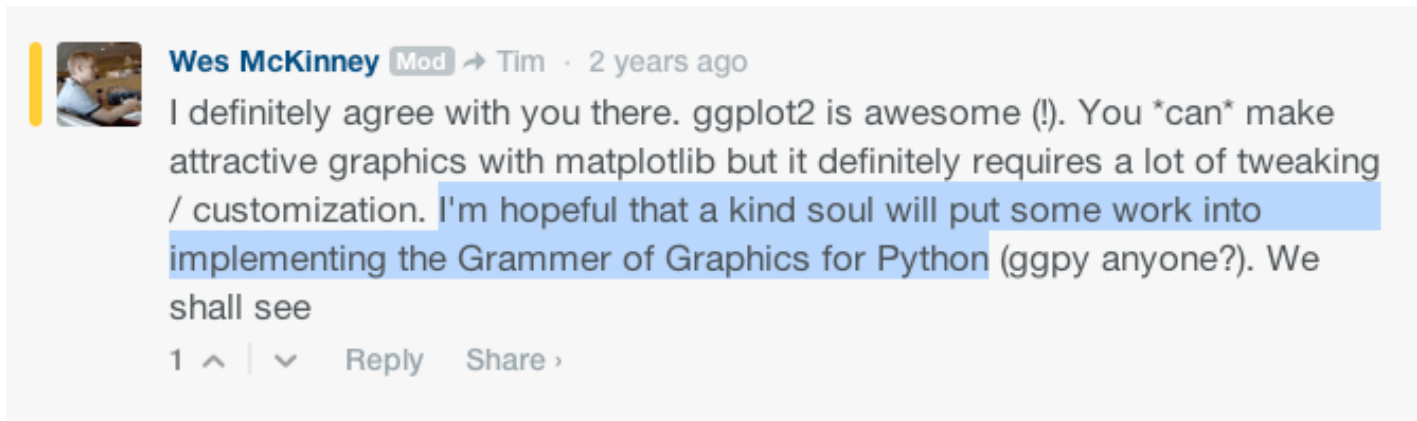 Wes McKinney Mod Tim · 2 years ago
I definitely agree with you there. ggplot2 is awesome (!). You *can* make
attractive graphics with matplotlib but it definitely requires a lot of tweaking
/ customization. I'm hopeful that a kind soul will put some work into
implementing the Grammer of Graphics for Python (ggpy anyone?). We
shall see
1 Reply Share ›